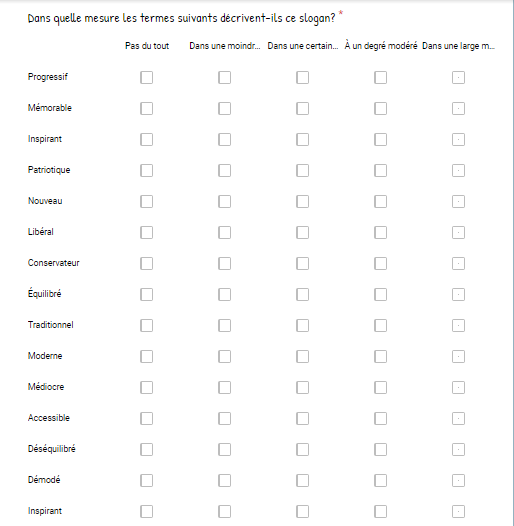 Dans quelle mesure les termes suivants décrivent-ils ce slogan? *
Pas du tout Dans une moindr... Dans une certain... À un degré modéré Dans une large m...
Progressif
Mémorable
Inspirant
Patriotique
Nouveau
Libéral
Conservateur
Équilibré
Traditionnel
Moderne
Médiocre
Accessible
Déséquilibré
Démodé
Inspirant